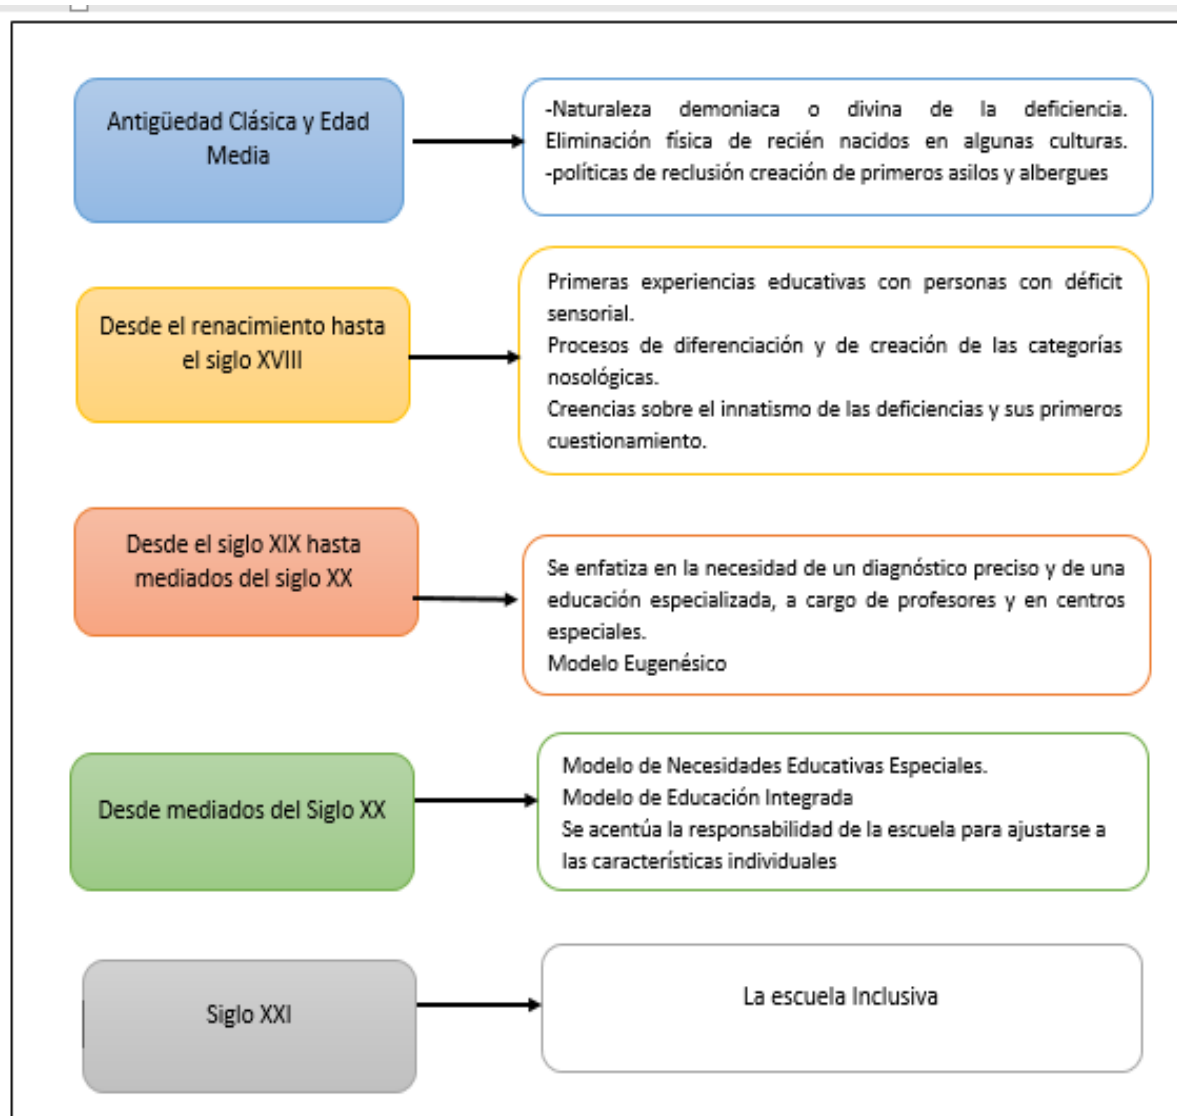 Antigüedad Clásica y Edad
Media
-Naturaleza demoniaca o divina de la deficiencia.
Eliminación física de recién nacidos en algunas culturas.
-políticas de reclusión creación de primeros asilos y albergues
Desde el renacimiento hasta
el siglo XVIII
Primeras experiencias educativas con personas con déficit
sensorial.
Procesos de diferenciación y de creación de las categorías
nosológicas.
Creencias sobre el innatismo de las deficiencias y sus primeros
cuestionamiento.
Desde el siglo XIX hasta
mediados del siglo XX
Se enfatiza en la necesidad de un diagnóstico preciso y de una
educación especializada, a cargo de profesores y en centros
especiales.
Modelo Eugenésico
Desde mediados del Siglo XX
Modelo de Necesidades Educativas Especiales.
Modelo de Educación Integrada
Se acentúa la responsabilidad de la escuela para ajustarse a
las características individuales
Siglo XXI
La escuela Inclusiva